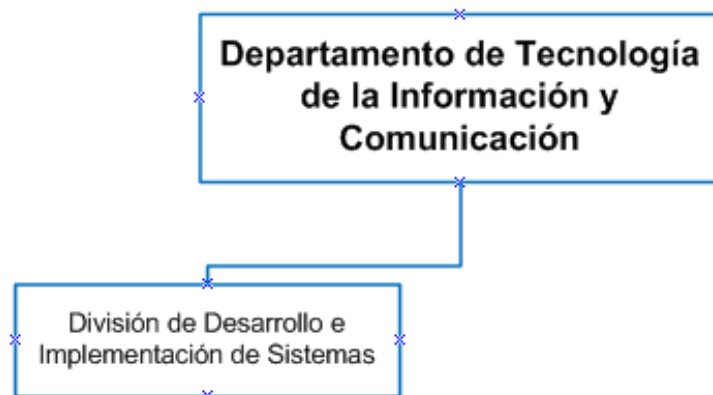 Departamento de Tecnología
de la Información y
Comunicación
División de Desarrollo e
Implementación de Sistemas